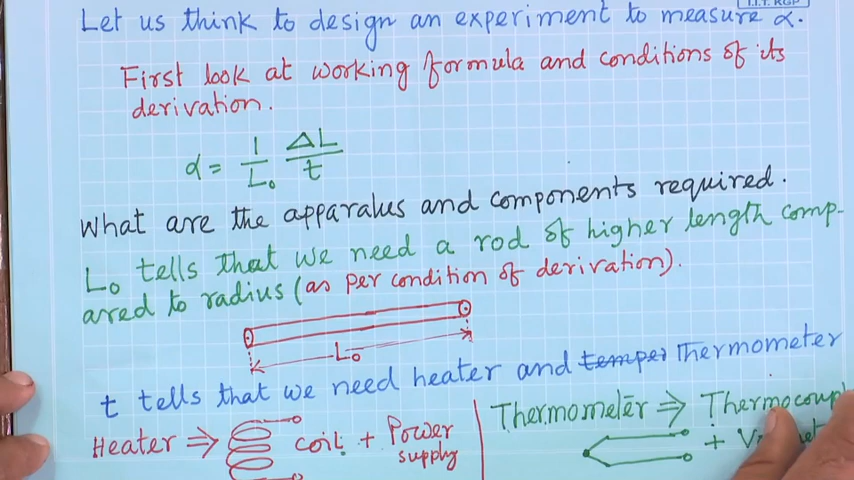 I.I.T. KGP
Let us think to design an experiment to measure α.
First look at working formula and conditions of its
derivation.
α = 1/L₀ ΔL/t
What are the apparatus and components required.
L₀ tells that we need a rod of higher length comp-
ared to radius (as per condition of derivation).
L₀
t tells that we need heater and temper Thermometer
Heater ⇒ coil + Power
supply
Thermometer ⇒
+